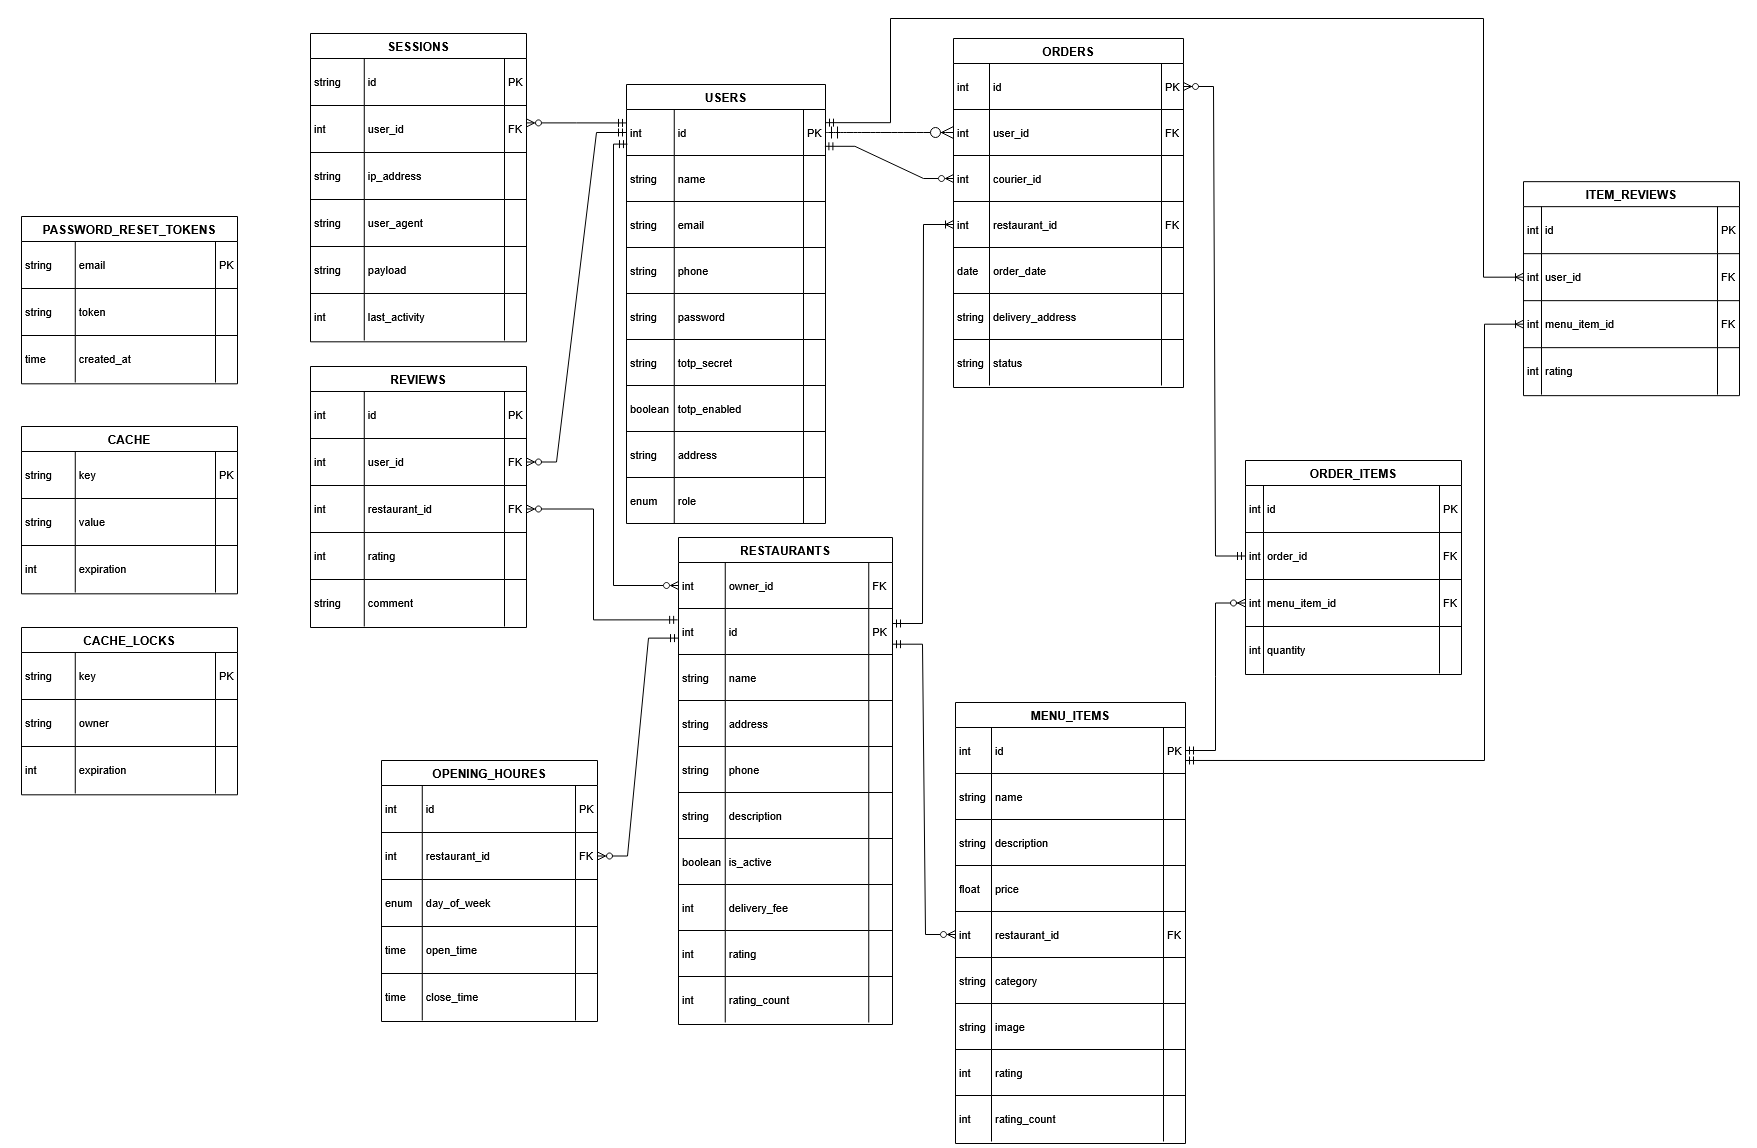 SESSIONS
string id PK
int user_id FK
string ip_address
string user_agent
string payload
int last_activity
USERS
int id PK
string name
string email
string phone
string password
string totp_secret
boolean totp_enabled
string address
enum role
ORDERS
int id PK
int user_id FK
int courier_id
int restaurant_id FK
date order_date
string delivery_address
string status
ITEM_REVIEWS
int id PK
int user_id FK
int menu_item_id FK
int rating
PASSWORD_RESET_TOKENS
string email PK
string token
time created_at
REVIEWS
int id PK
int user_id FK
int restaurant_id FK
int rating
string comment
CACHE
string key PK
string value
int expiration
ORDER_ITEMS
int id PK
int order_id FK
int menu_item_id FK
int quantity
RESTAURANTS
int owner_id FK
int id PK
string name
string address
string phone
string description
boolean is_active
int delivery_fee
int rating
int rating_count
CACHE_LOCKS
string key PK
string owner
int expiration
MENU_ITEMS
int id PK
string name
string description
float price
int restaurant_id FK
string category
string image
int rating
int rating_count
OPENING_HOURES
int id PK
int restaurant_id FK
enum day_of_week
time open_time
time close_time